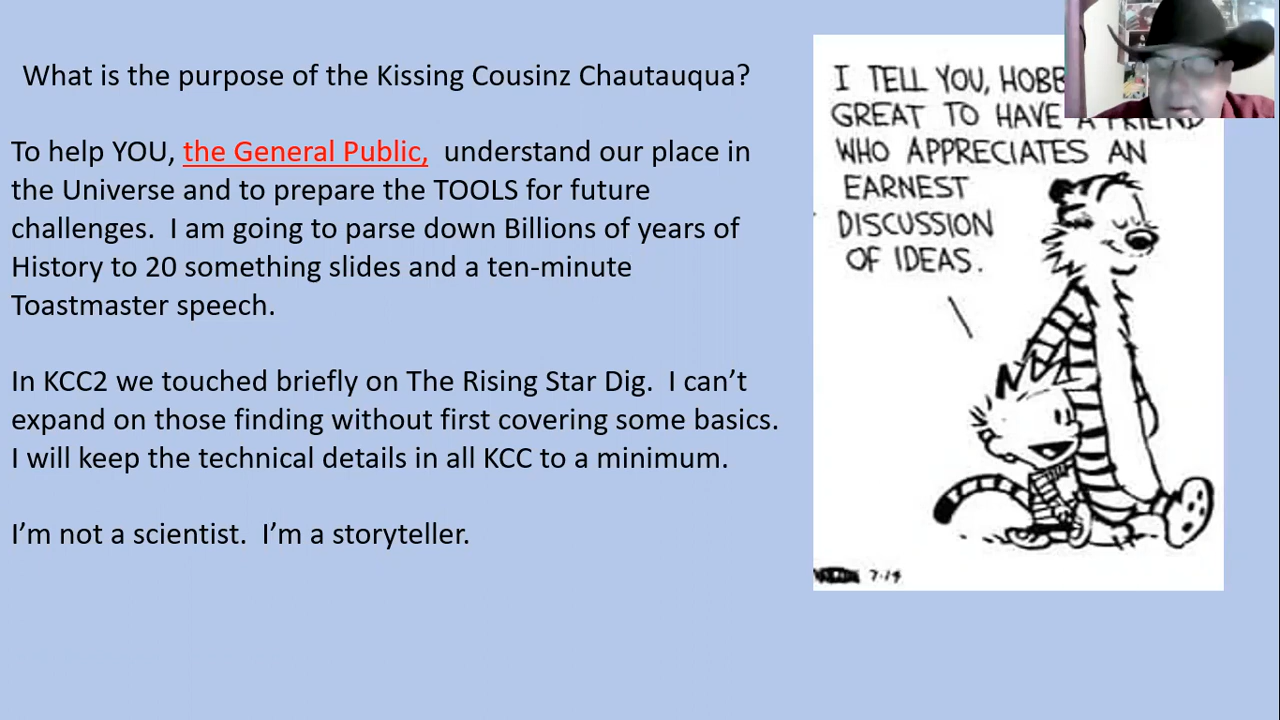 What is the purpose of the Kissing Cousinz Chautauqua?
To help YOU, the General Public, understand our place in
the Universe and to prepare the TOOLS for future
challenges. I am going to parse down Billions of years of
History to 20 something slides and a ten-minute
Toastmaster speech.
In KCC2 we touched briefly on The Rising Star Dig. I can't
expand on those finding without first covering some basics.
I will keep the technical details in all KCC to a minimum.
I'm not a scientist. I'm a storyteller.
I TELL YOU,
GREAT TO HAVE A FRIEND
WHO APPRECIATES AN
EARNEST
DISCUSSION
OF IDEAS.
7-14